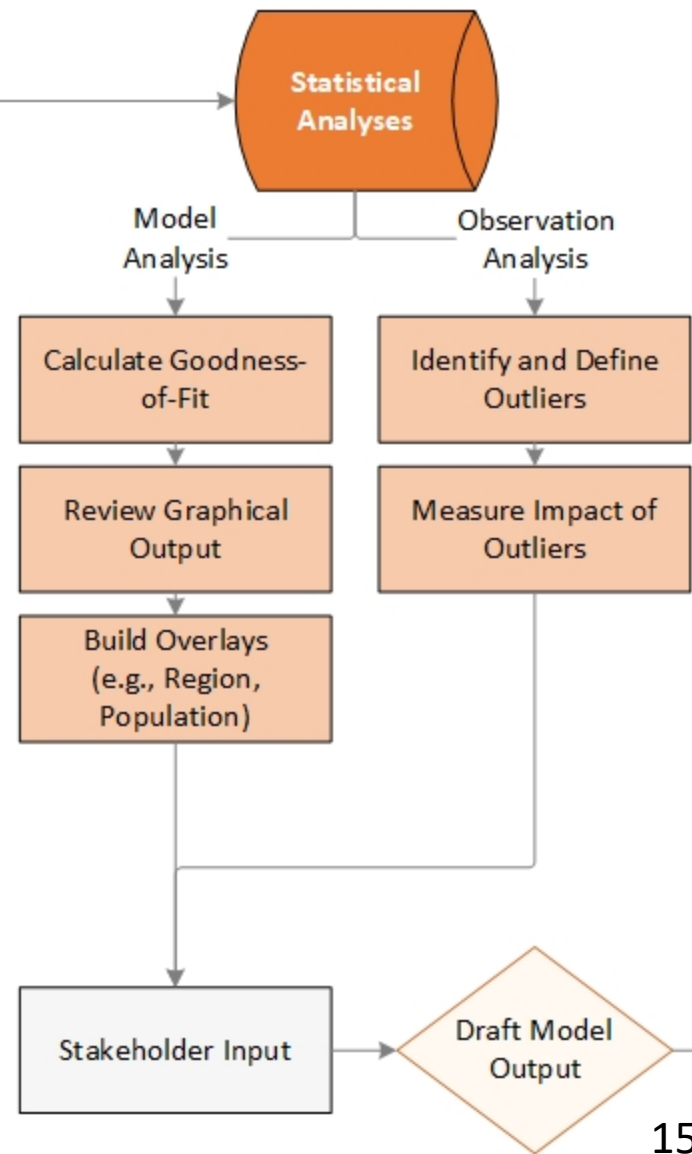 Statistical
Analyses
Model
Analysis
Observation
Analysis
Calculate Goodness-
of-Fit
Identify and Define
Outliers
Review Graphical
Output
Measure Impact of
Outliers
Build Overlays
(e.g., Region,
Population)
Stakeholder Input
Draft Model
Output
15